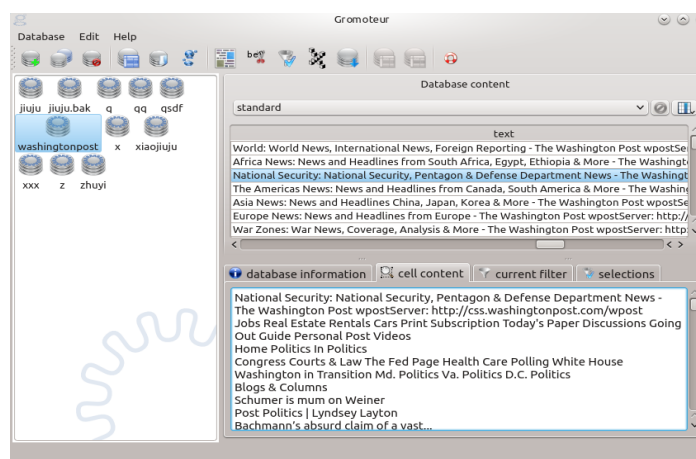 Gromoteur
Database Edit Help
Database content
jiuju jiuju.bak q qq qsdf
washingtonpost x xiaojiuju
xxx z zhuyi
standard
text
World: World News, International News, Foreign Reporting - The Washington Post wpostSe
Africa News: News and Headlines from South Africa, Egypt, Ethiopia & More - The Washingt
National Security: National Security, Pentagon & Defense Department News - The Washingt
The Americas News: News and Headlines from Canada, South America & More - The Washing
Asia News: News and Headlines China, Japan, Korea & More - The Washington Post wpostSe
Europe News: News and Headlines from Europe - The Washington Post wpostServer: http://
War Zones: War News, Coverage, Analysis & More - The Washington Post wpostServer: http:
database information cell content current filter selections
National Security: National Security, Pentagon & Defense Department News -
The Washington Post wpostServer: http://css.washingtonpost.com/wpost
Jobs Real Estate Rentals Cars Print Subscription Today's Paper Discussions Going
Out Guide Personal Post Videos
Home Politics In Politics
Congress Courts & Law The Fed Page Health Care Polling White House
Washington in Transition Md. Politics Va. Politics D.C. Politics
Blogs & Columns
Schumer is mum on Weiner
Post Politics | Lyndsey Layton
Bachmann's absurd claim of a vast...